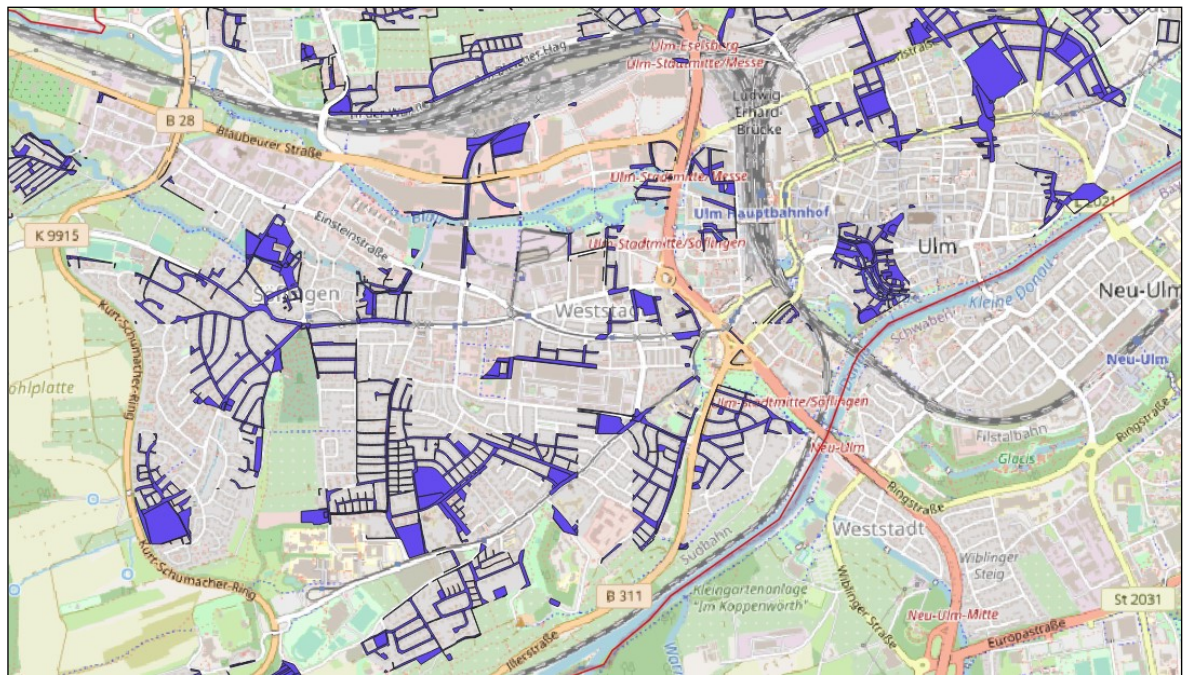 Ulm-Eselsberg
Ulm-Stadtmitte/Messe
Ludwig-
Erhard-
Brücke
B 28
Blaubeurer Straße
Ulm-Stadtmitte/Messe
Ulm Hauptbahnhof
K 9915
Einsteinstraße
Ulm-Stadtmitte/Söflingen
Ulm
Kleine Donau
Neu-Ulm
Söflingen
Weststadt
Kurt-Schumacher-Ring
Neu-Ulm
Ulm-Stadtmitte/Söflingen
Neu-Ulm
Filstalbahn
Glacis
Ringstraße
Ringstraße
Weststadt
Südbahn
Wiblinger
Steig
Kurt-Schumacher-Ring
B 311
Kleingartenanlage
"Im Koppenwörth"
Wiblinger Straße
St 2031
Neu-Ulm-Mitte
Europastraße
Illerstraße